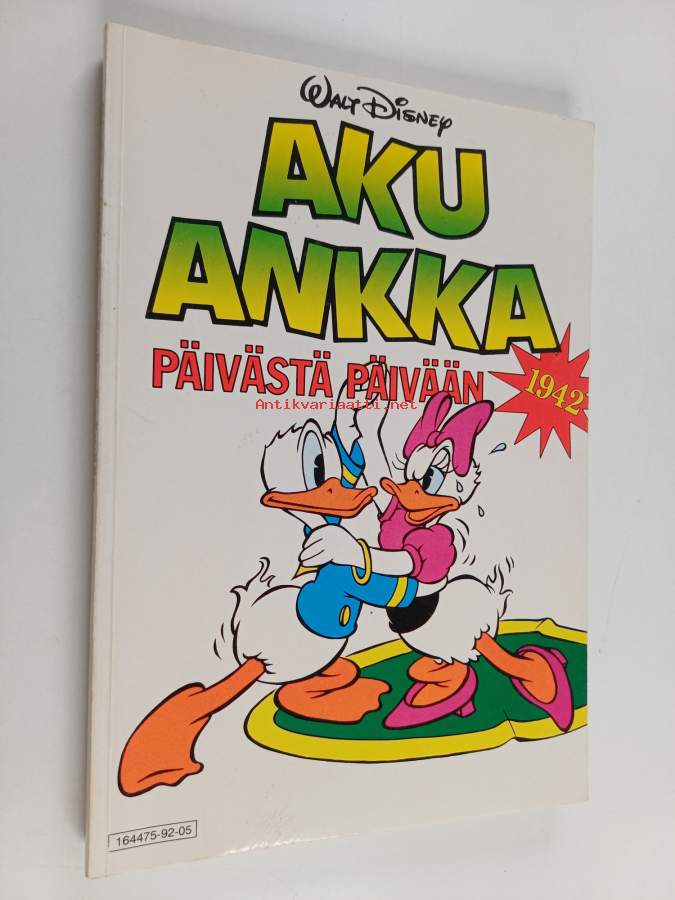 WALT DISNEY
AKU
ANKKA
PÄIVÄSTÄ PÄIVÄÄN
1942
Antikvariaatti.net
164475-92-05